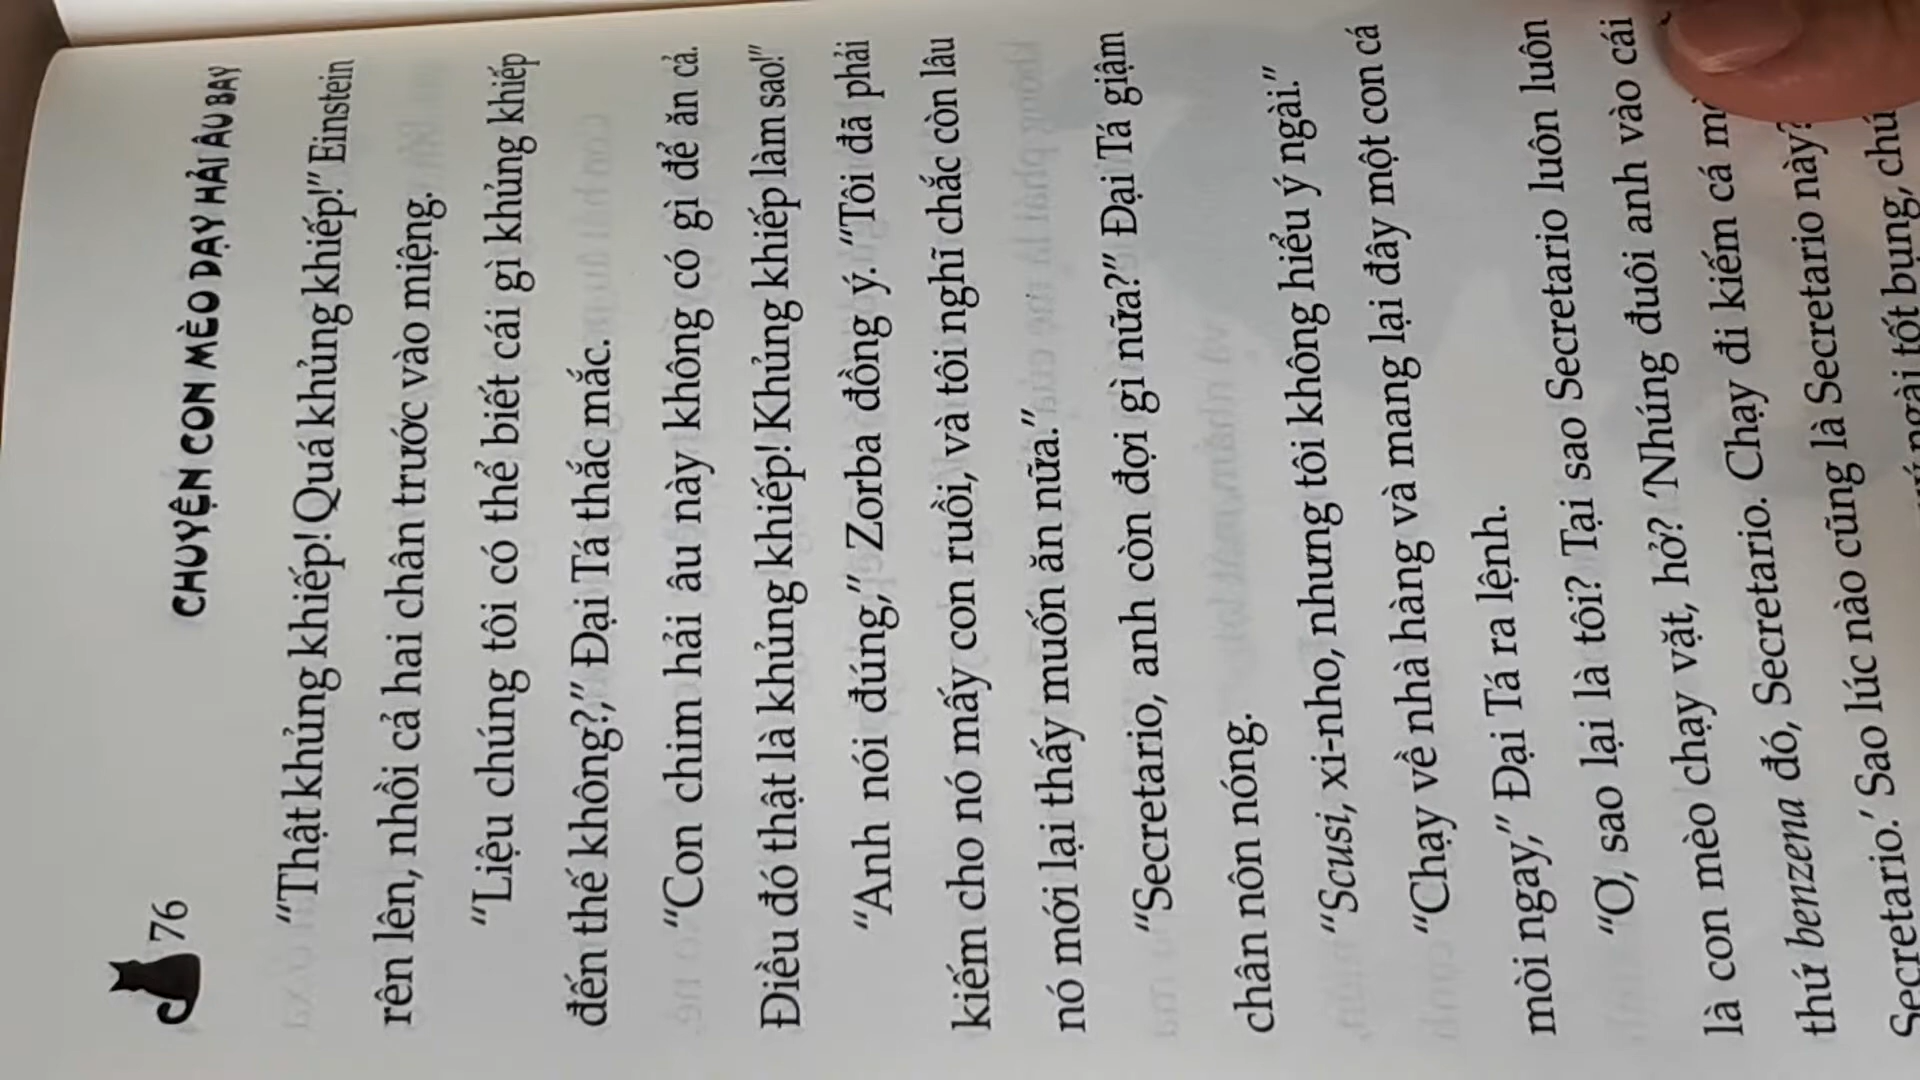 76
CHUYỆN CON MÈO DẠY HẢI ÂU BAY
“Thật khủng khiếp! Quá khủng khiếp!” Einstein
rên lên, nhồi cả hai chân trước vào miệng.
“Liệu chúng tôi có thể biết cái gì khủng khiếp
đến thế không?,” Đại Tá thắc mắc.
“Con chim hải âu này không có gì để ăn cả.
Điều đó thật là khủng khiếp! Khủng khiếp làm sao!”
“Anh nói đúng,” Zorba đồng ý. “Tôi đã phải
kiếm cho nó mấy con ruồi, và tôi nghĩ chắc còn lâu
nó mới lại thấy muốn ăn nữa.”
“Secretario, anh còn đợi gì nữa?” Đại Tá giậm
chân nôn nóng.
“Scusi, xi-nho, nhưng tôi không hiểu ý ngài.”
“Chạy về nhà hàng và mang lại đây một con cá
mòi ngay,” Đại Tá ra lệnh.
“Ơ, sao lại là tôi? Tại sao Secretario luôn luôn
là con mèo chạy vặt, hở? ‘Nhúng đuôi anh vào cái
thứ benzena đó, Secretario. Chạy đi kiếm cá
Secretario.’ Sao lúc nào cũng là Secretario này?
ngài tốt bụng,